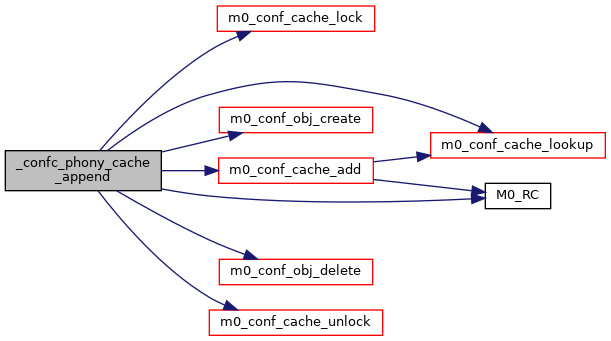 m0_conf_cache_lock
m0_conf_obj_create
m0_conf_cache_lookup
_confc_phony_cache
_append
m0_conf_cache_add
M0_RC
m0_conf_obj_delete
m0_conf_cache_unlock